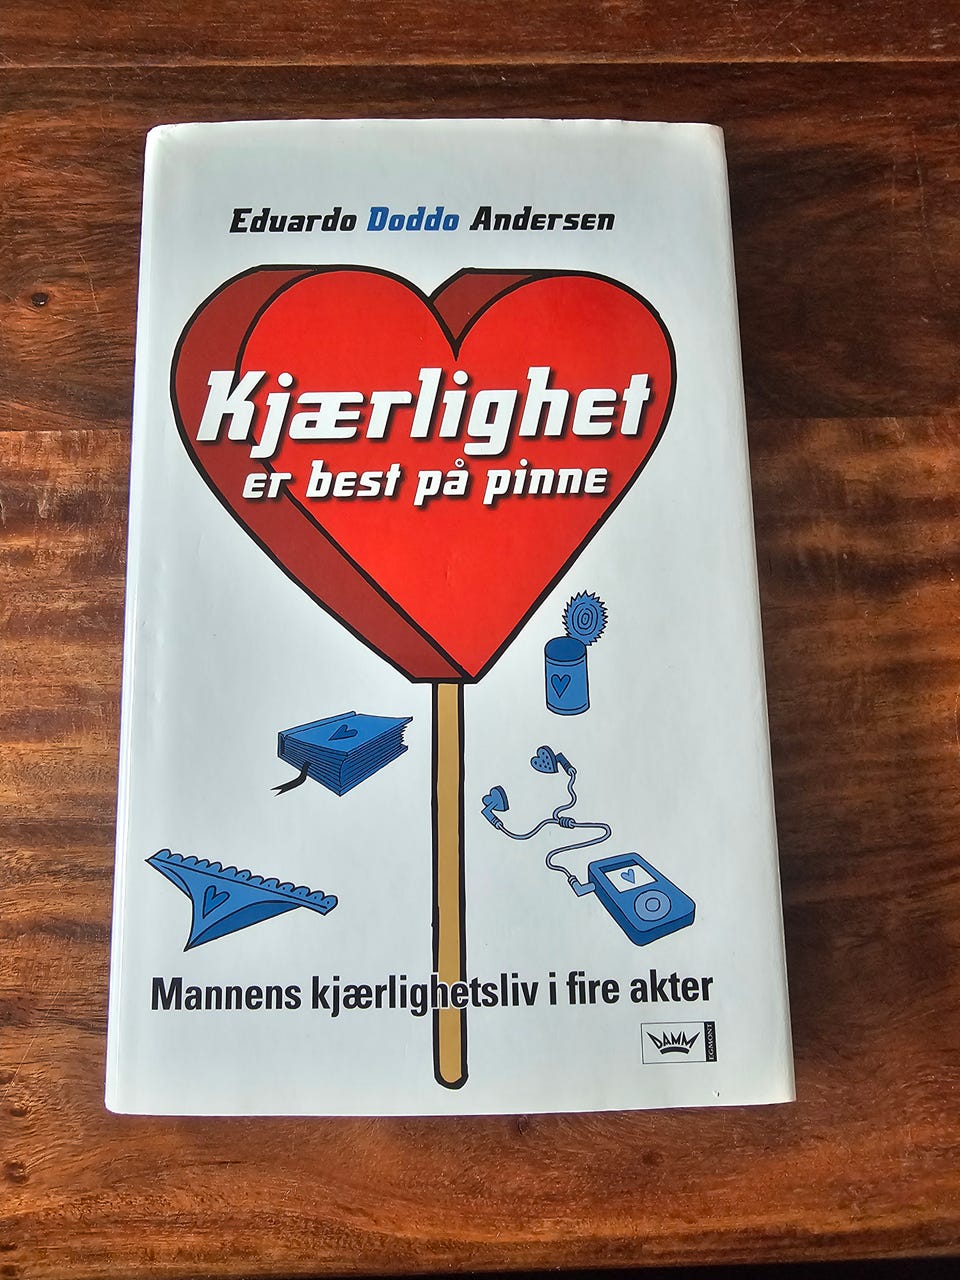 Eduardo Doddo Andersen
Kjærlighet
er best på pinne
Mannens kjærlighetsliv i fire akter
DAMM
EGMONT